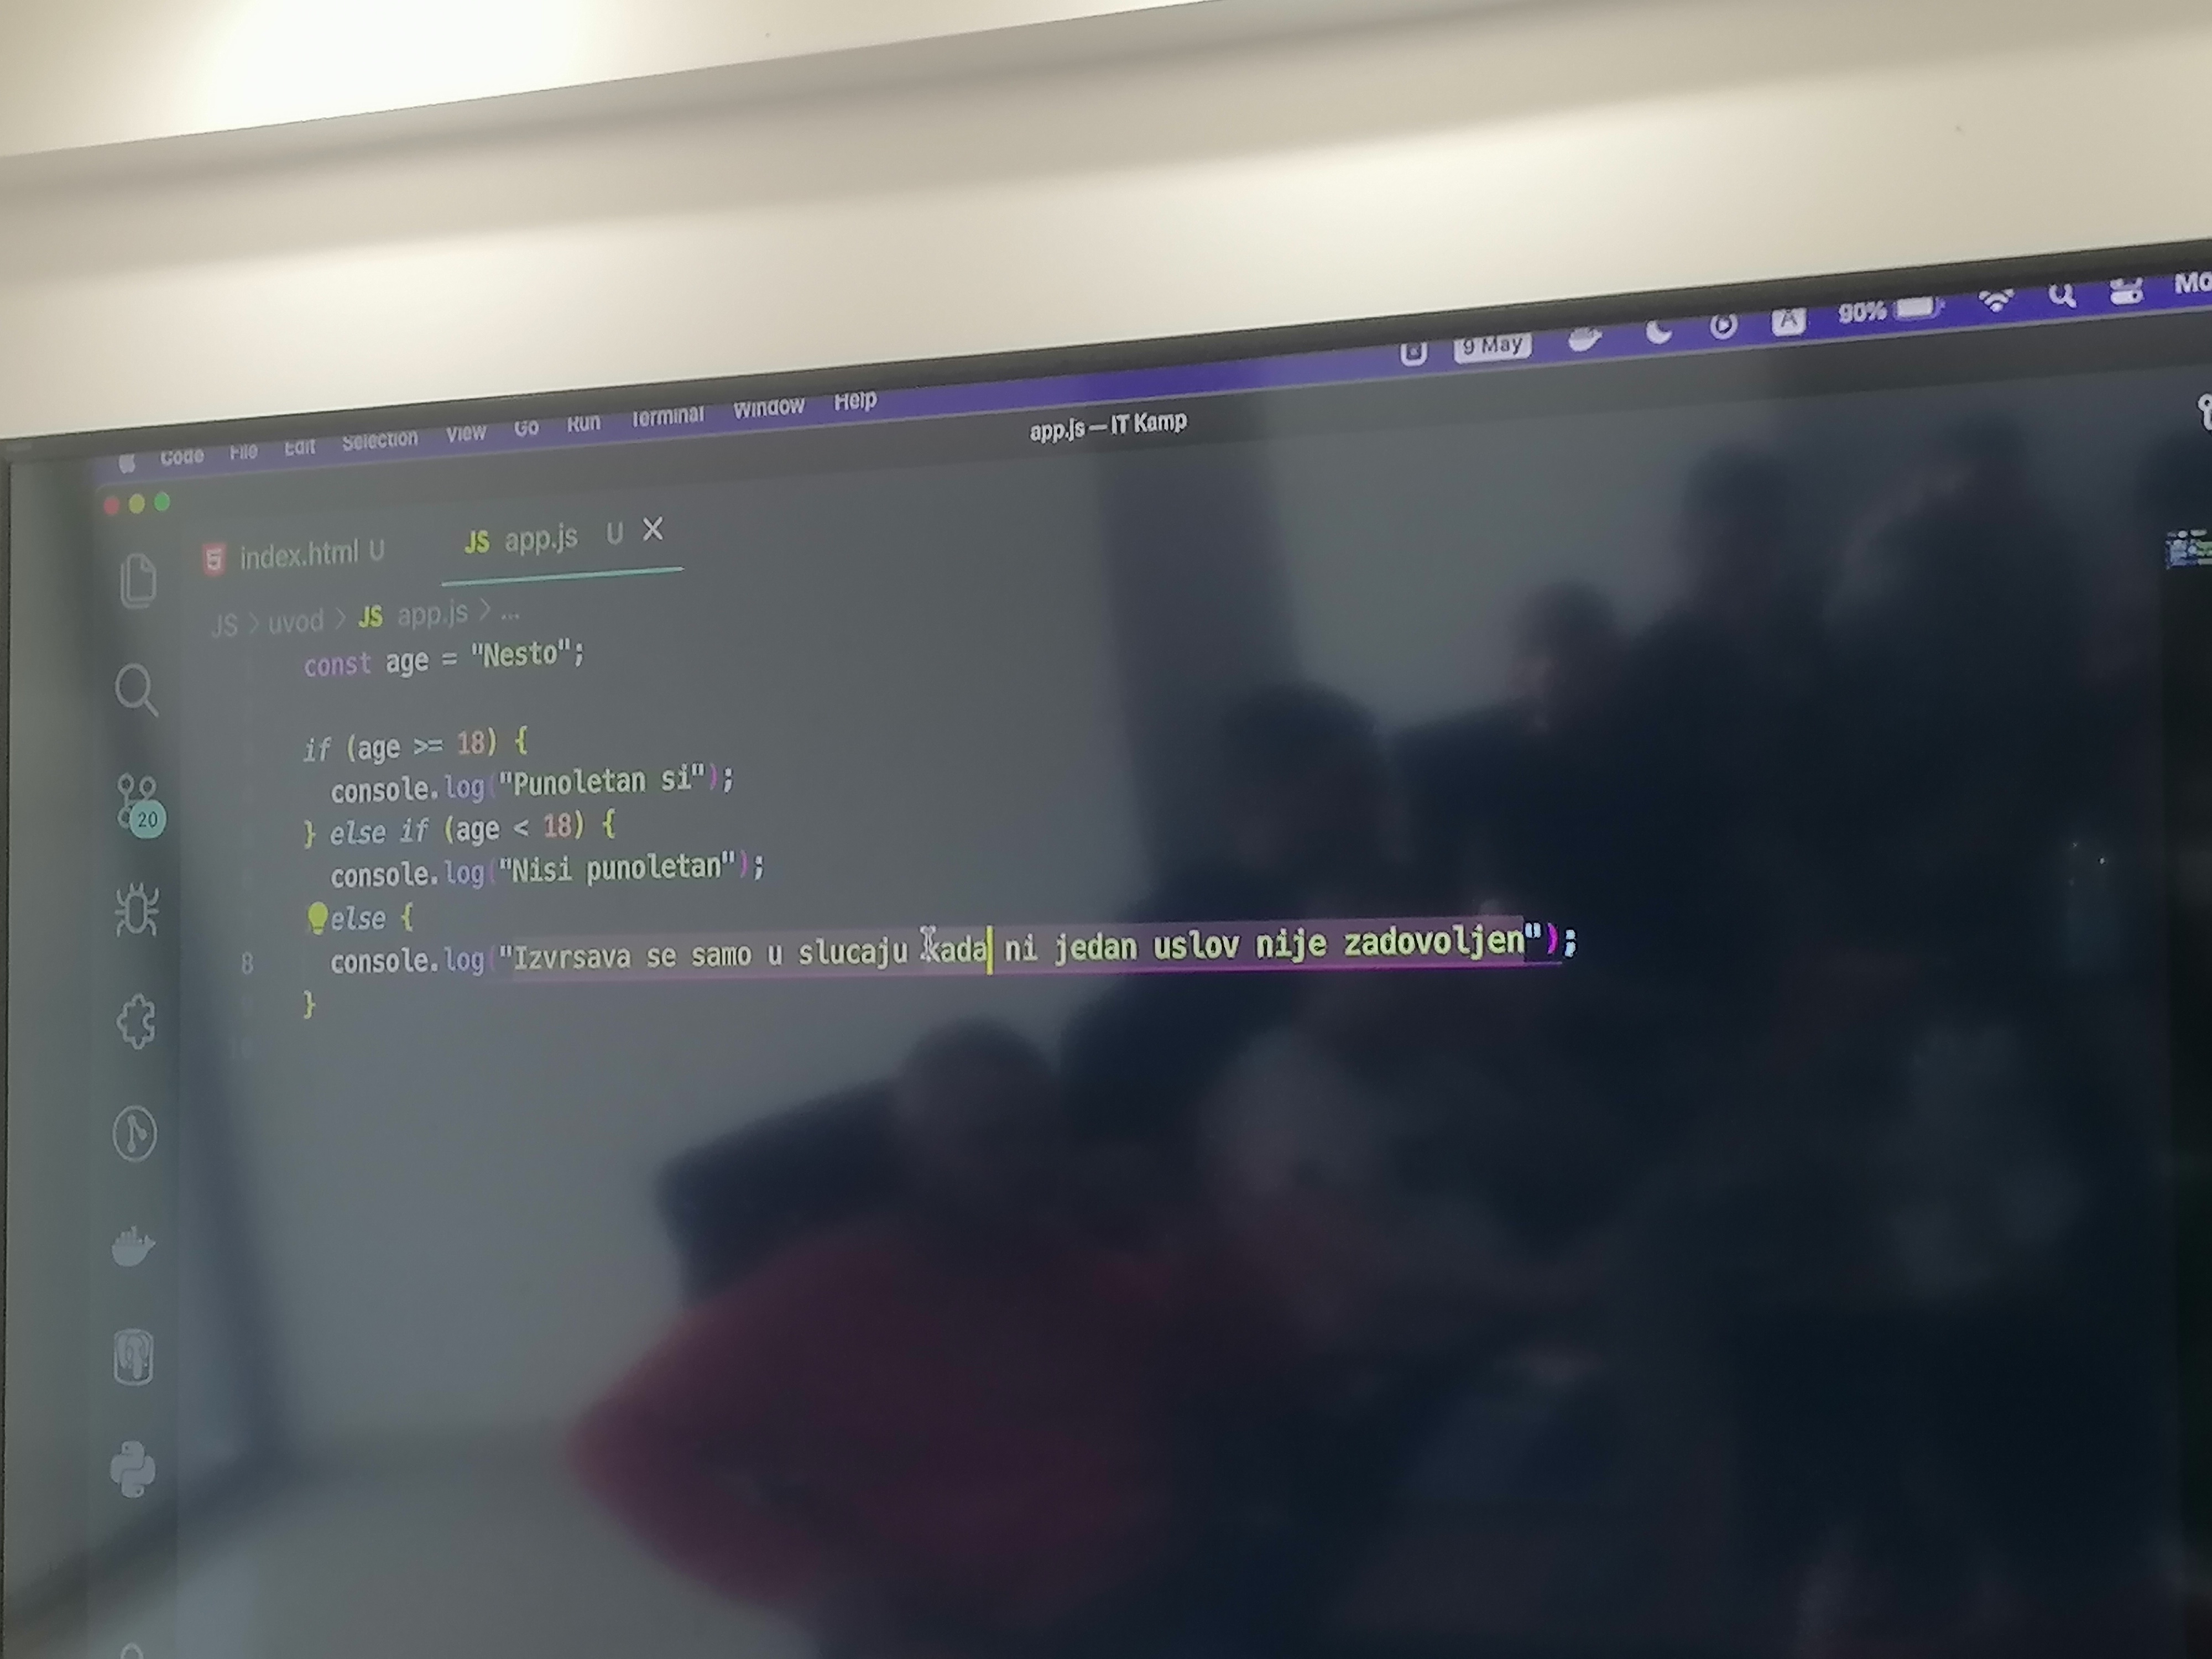 Code File Edit Selection View Go Run Terminal Window Help 9 May A 90% Mo
app.js — IT Kamp
index.html U JS app.js U
JS > uvod > JS app.js > ...
const age = "Nesto";
if (age >= 18) {
console.log("Punoletan si");
} else if (age < 18) {
console.log("Nisi punoletan");
else {
8 console.log("Izvrsava se samo u slucaju kada ni jedan uslov nije zadovoljen");
}
20